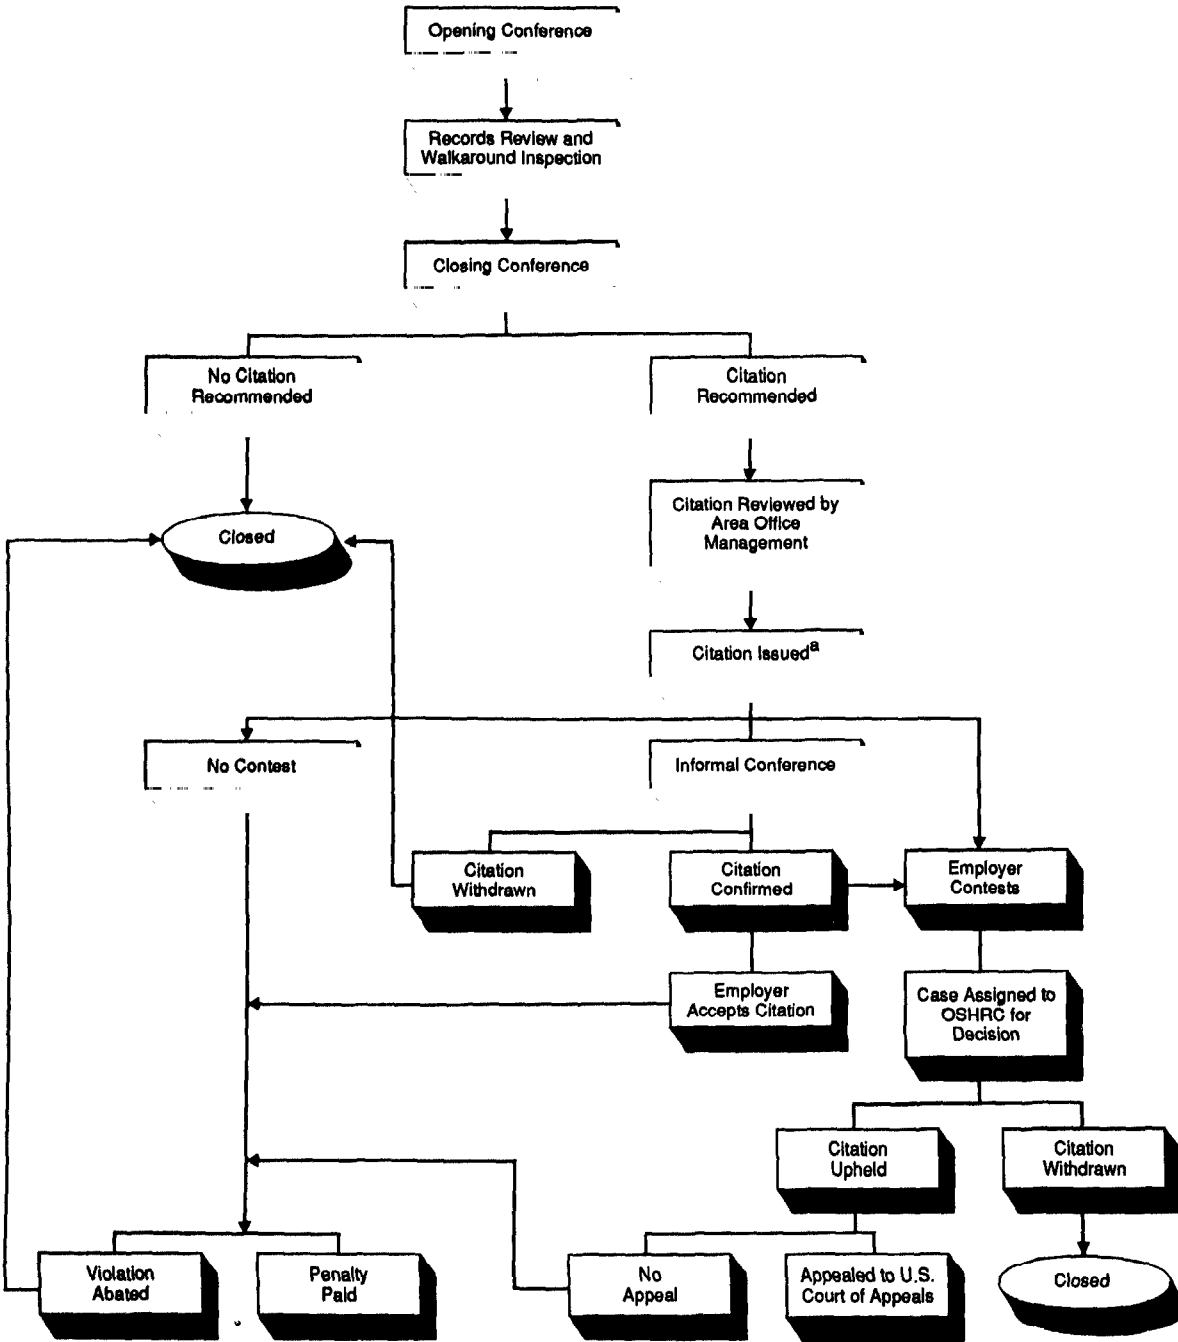 Opening Conference
Records Review and
Walkaround Inspection
Closing Conference
No Citation
Recommended
Citation
Recommended
Closed
Citation Reviewed by
Area Office
Management
Citation Issued a
No Contest
Informal Conference
Citation
Withdrawn
Citation
Confirmed
Employer
Contests
Employer
Accepts Citation
Case Assigned to
OSHRC for
Decision
Citation
Upheld
Citation
Withdrawn
Violation
Abated
Penalty
Paid
No
Appeal
Appealed to U.S.
Court of Appeals
Closed